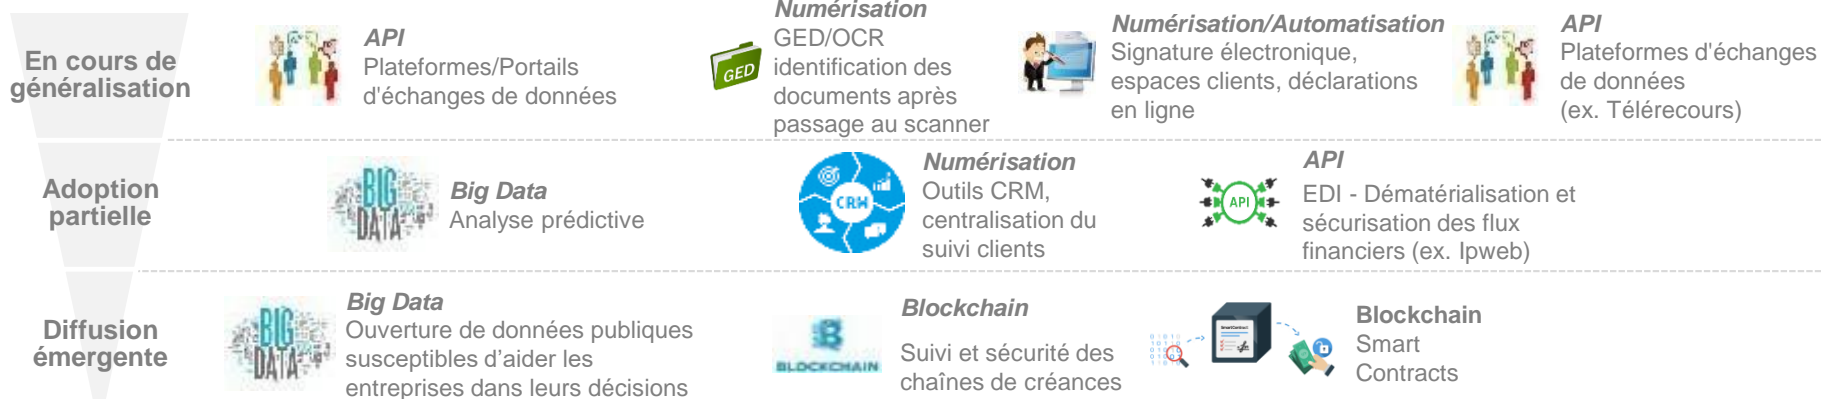 En cours de
généralisation
API
Plateformes/Portails
d'échanges de données
GED
Numérisation
GED/OCR
identification des
documents après
passage au scanner
Numérisation/Automatisation
Signature électronique,
espaces clients, déclarations
en ligne
API
Plateformes d'échanges
de données
(ex. Télérecours)
Adoption
partielle
BIG
DATA
Big Data
Analyse prédictive
CRM
Numérisation
Outils CRM,
centralisation du
suivi clients
API
API
EDI - Dématérialisation et
sécurisation des flux
financiers (ex. Ipweb)
Diffusion
émergente
BIG
DATA
Big Data
Ouverture de données publiques
susceptibles d’aider les
entreprises dans leurs décisions
BLOCKCHAIN
Blockchain
Suivi et sécurité des
chaînes de créances
Blockchain
Smart
Contracts